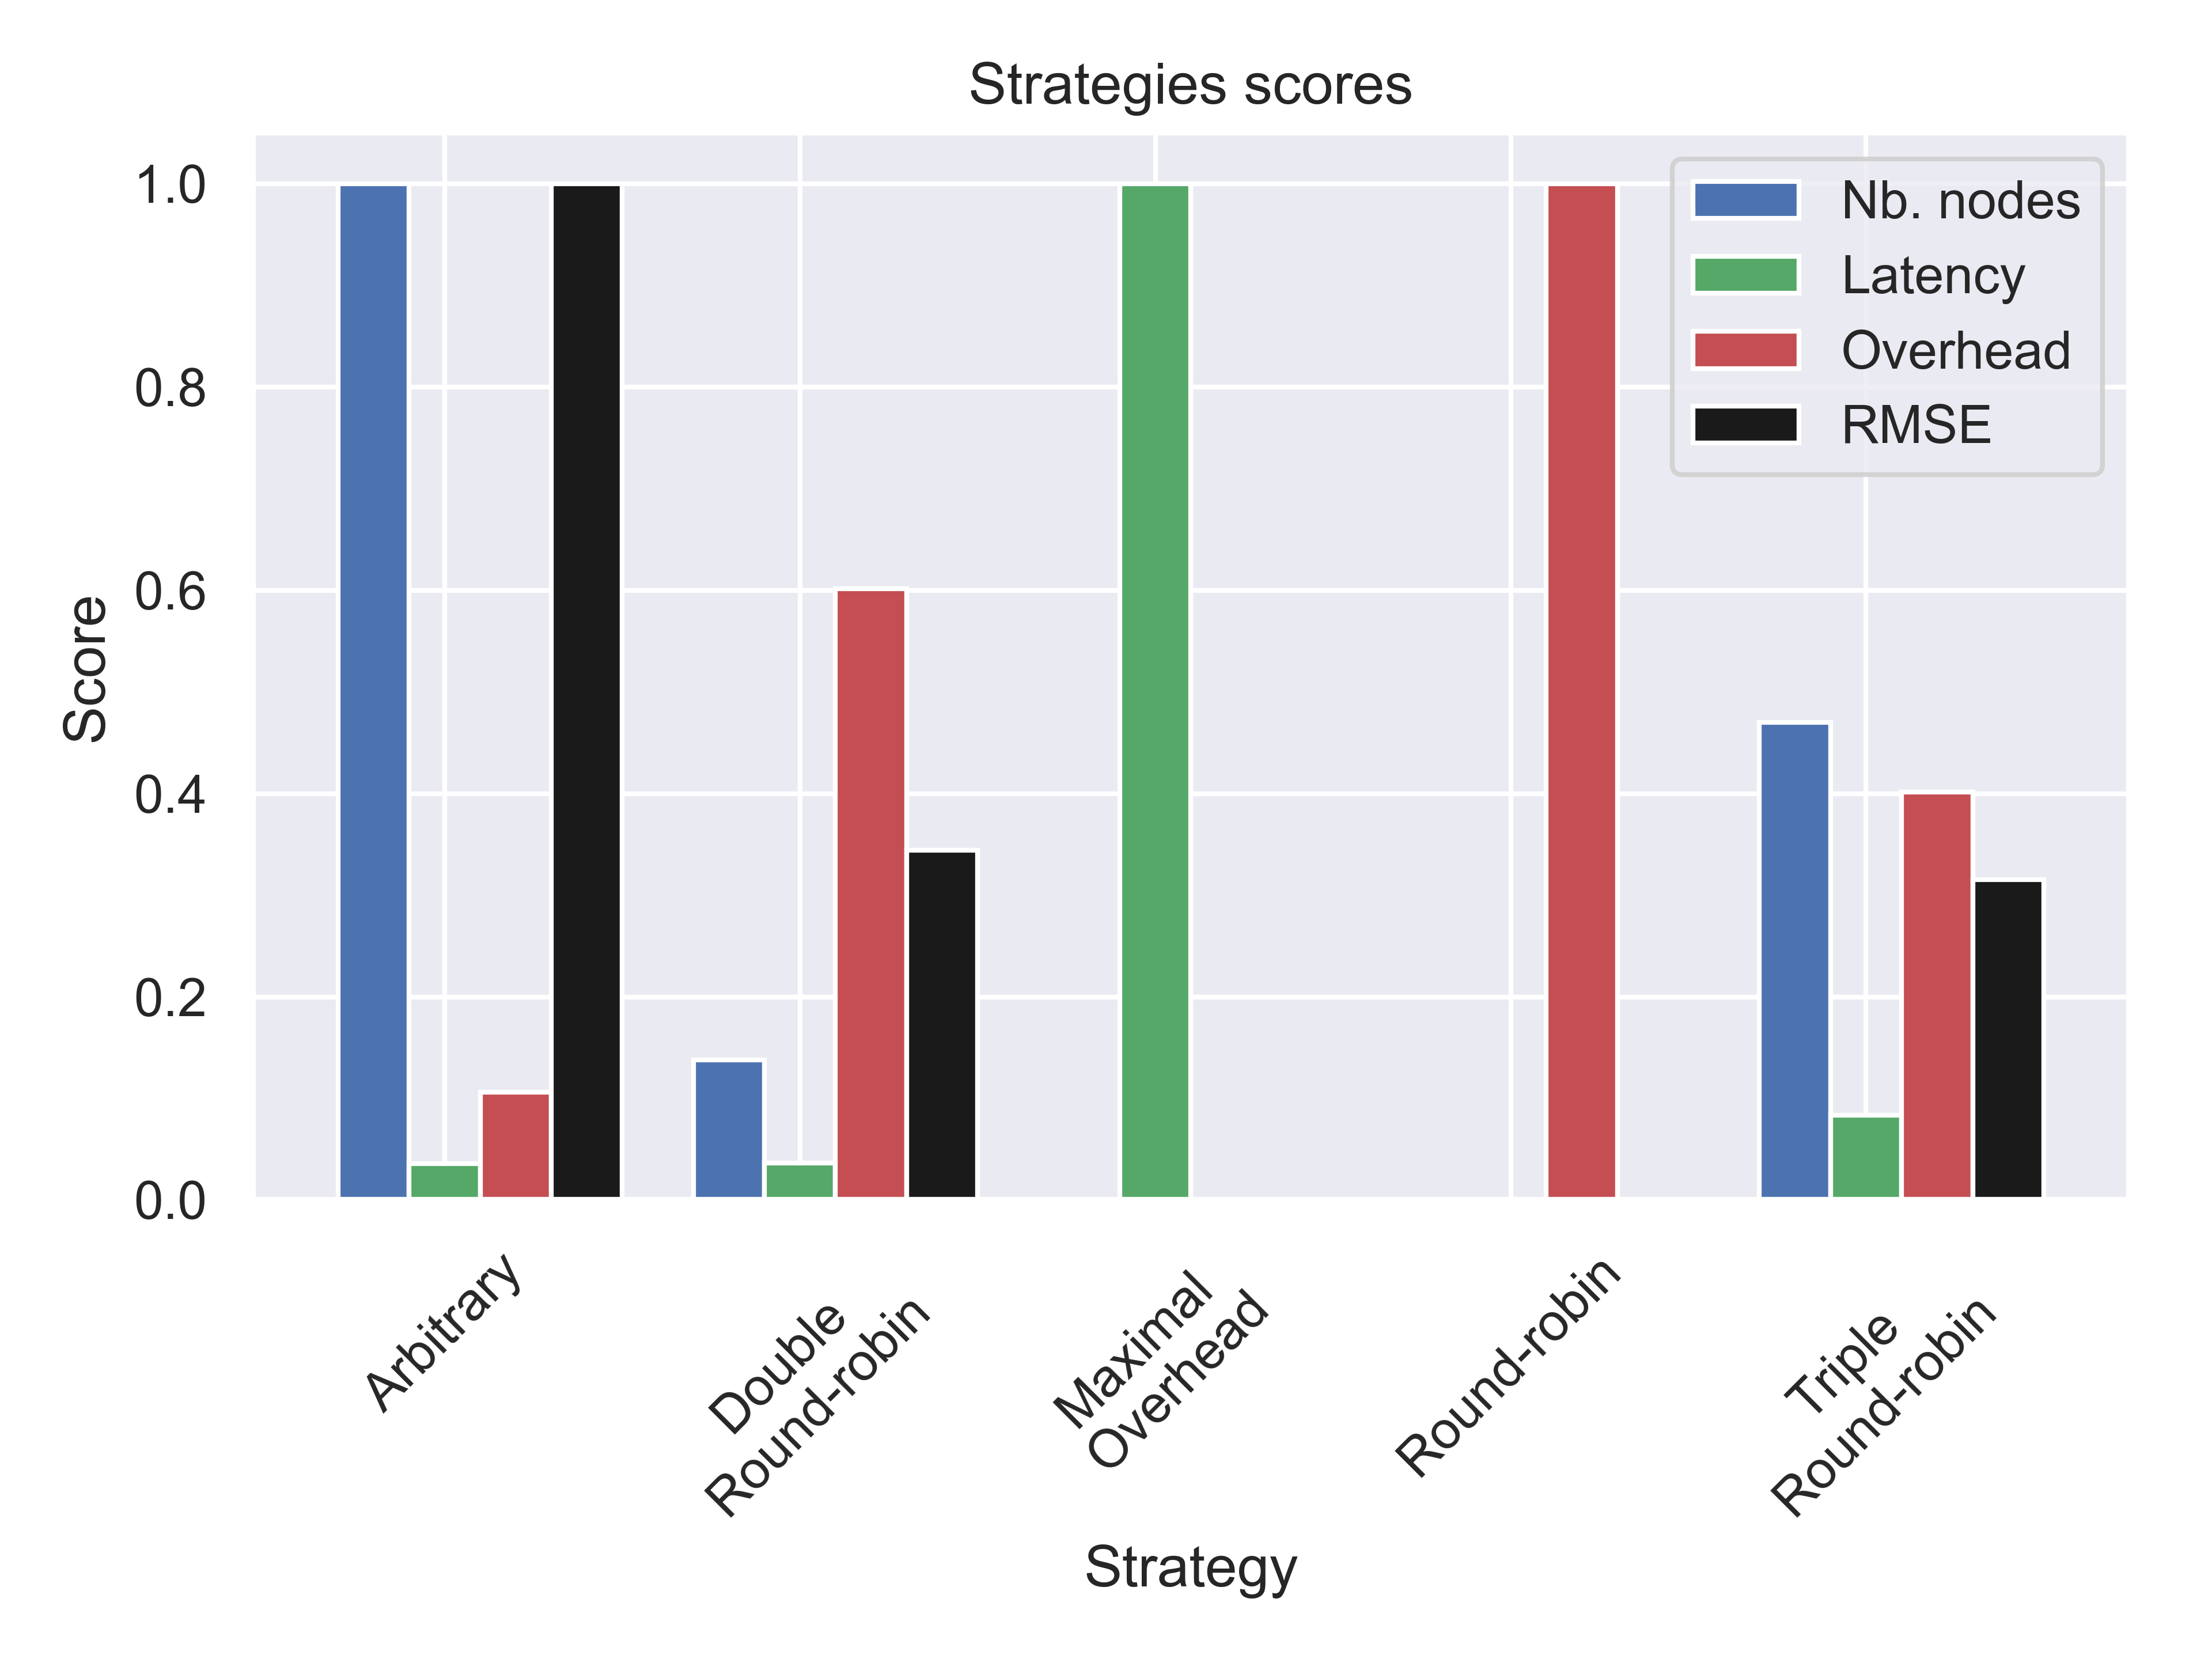 Strategies scores
1.0
0.8
0.6
0.4
0.2
0.0
Score
Nb. nodes
Latency
Overhead
RMSE
Arbitrary
Double
Round-robin
Maximal
Overhead
Round-robin
Triple
Round-robin
Strategy